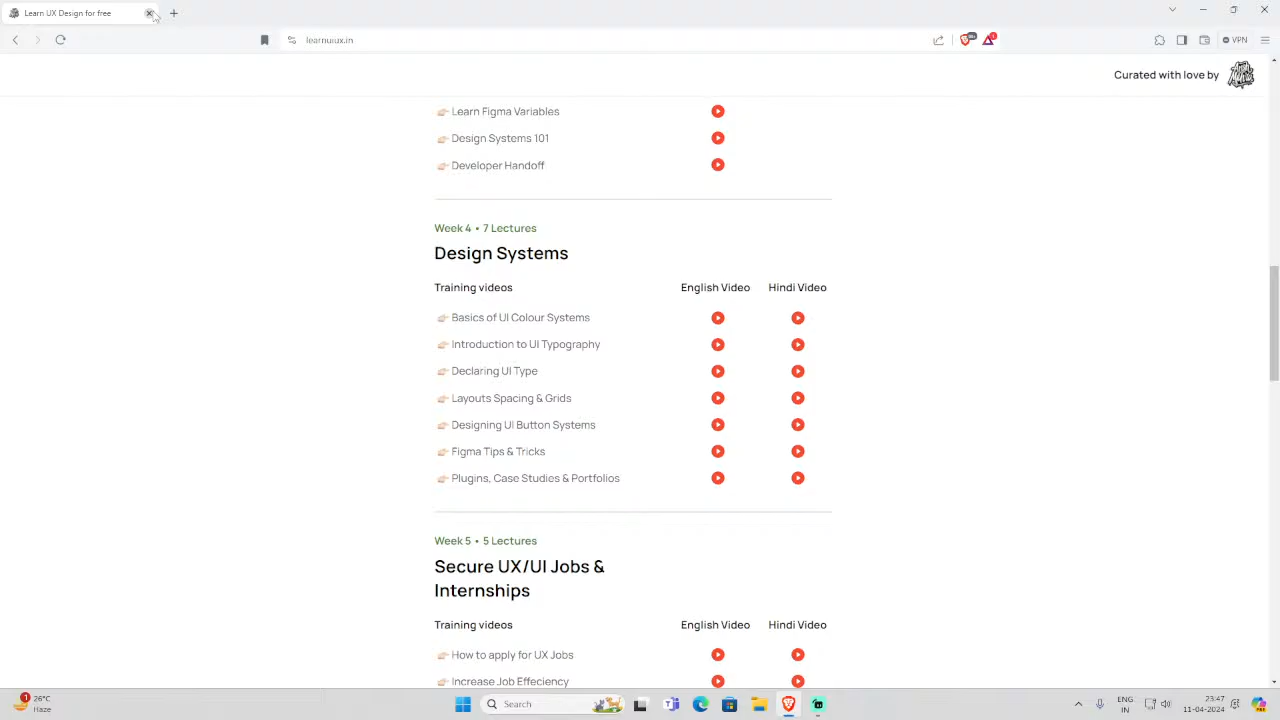 Learn UX Design for free
learnuiux.in
VPN
Curated with love by
Learn Figma Variables
Design Systems 101
Developer Handoff
Week 4 • 7 Lectures
Design Systems
Training videos English Video Hindi Video
Basics of UI Colour Systems
Introduction to UI Typography
Declaring UI Type
Layouts Spacing & Grids
Designing UI Button Systems
Figma Tips & Tricks
Plugins, Case Studies & Portfolios
Week 5 • 5 Lectures
Secure UX/UI Jobs &
Internships
Training videos English Video Hindi Video
How to apply for UX Jobs
Increase Job Effeciency
1
26°C
Haze
Search
ENG
IN
23:47
11-04-2024